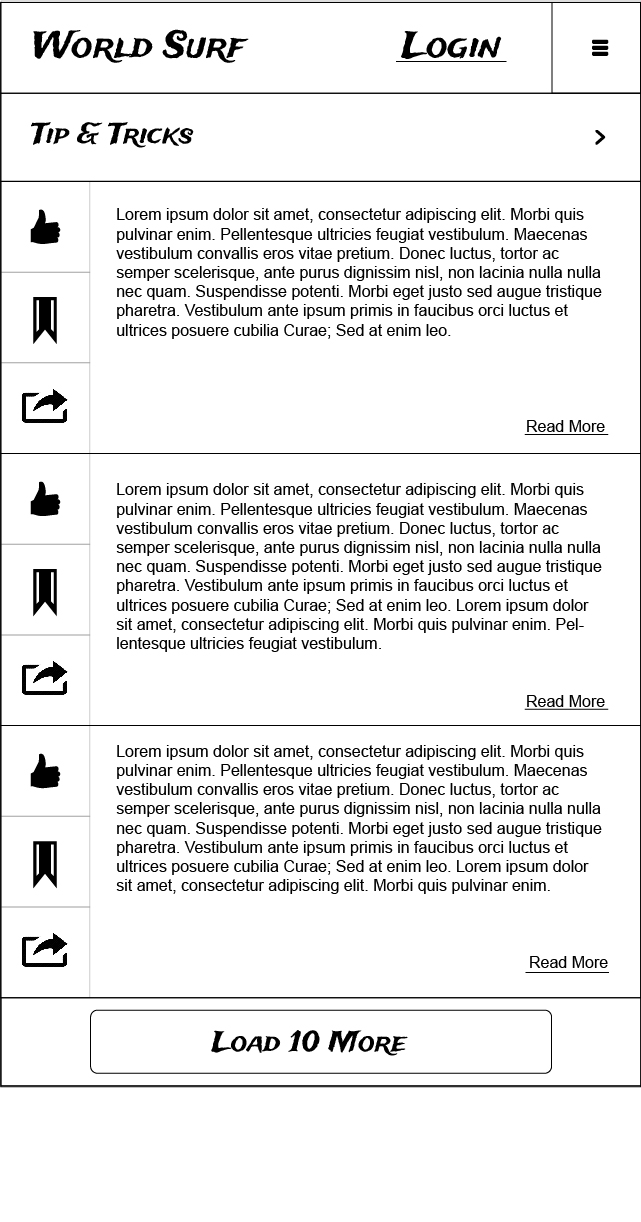 World Surf
Login
Tip & Tricks
Lorem ipsum dolor sit amet, consectetur adipiscing elit. Morbi quis
pulvinar enim. Pellentesque ultricies feugiat vestibulum. Maecenas
vestibulum convallis eros vitae pretium. Donec luctus, tortor ac
semper scelerisque, ante purus dignissim nisl, non lacinia nulla nulla
nec quam. Suspendisse potenti. Morbi eget justo sed augue tristique
pharetra. Vestibulum ante ipsum primis in faucibus orci luctus et
ultrices posuere cubilia Curae; Sed at enim leo.
Read More
Lorem ipsum dolor sit amet, consectetur adipiscing elit. Morbi quis
pulvinar enim. Pellentesque ultricies feugiat vestibulum. Maecenas
vestibulum convallis eros vitae pretium. Donec luctus, tortor ac
semper scelerisque, ante purus dignissim nisl, non lacinia nulla nulla
nec quam. Suspendisse potenti. Morbi eget justo sed augue tristique
pharetra. Vestibulum ante ipsum primis in faucibus orci luctus et
ultrices posuere cubilia Curae; Sed at enim leo. Lorem ipsum dolor
sit amet, consectetur adipiscing elit. Morbi quis pulvinar enim. Pel-
lentesque ultricies feugiat vestibulum.
Read More
Lorem ipsum dolor sit amet, consectetur adipiscing elit. Morbi quis
pulvinar enim. Pellentesque ultricies feugiat vestibulum. Maecenas
vestibulum convallis eros vitae pretium. Donec luctus, tortor ac
semper scelerisque, ante purus dignissim nisl, non lacinia nulla nulla
nec quam. Suspendisse potenti. Morbi eget justo sed augue tristique
pharetra. Vestibulum ante ipsum primis in faucibus orci luctus et
ultrices posuere cubilia Curae; Sed at enim leo. Lorem ipsum dolor
sit amet, consectetur adipiscing elit. Morbi quis pulvinar enim.
Read More
Load 10 More